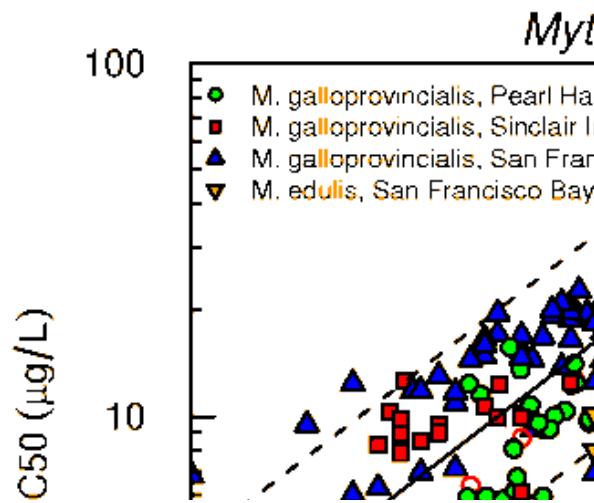 Myt
100
M. galloprovincialis, Pearl Ha
M. galloprovincialis, Sinclair I
M. galloprovincialis, San Fran
M. edulis, San Francisco Bay
10
C50 (µg/L)